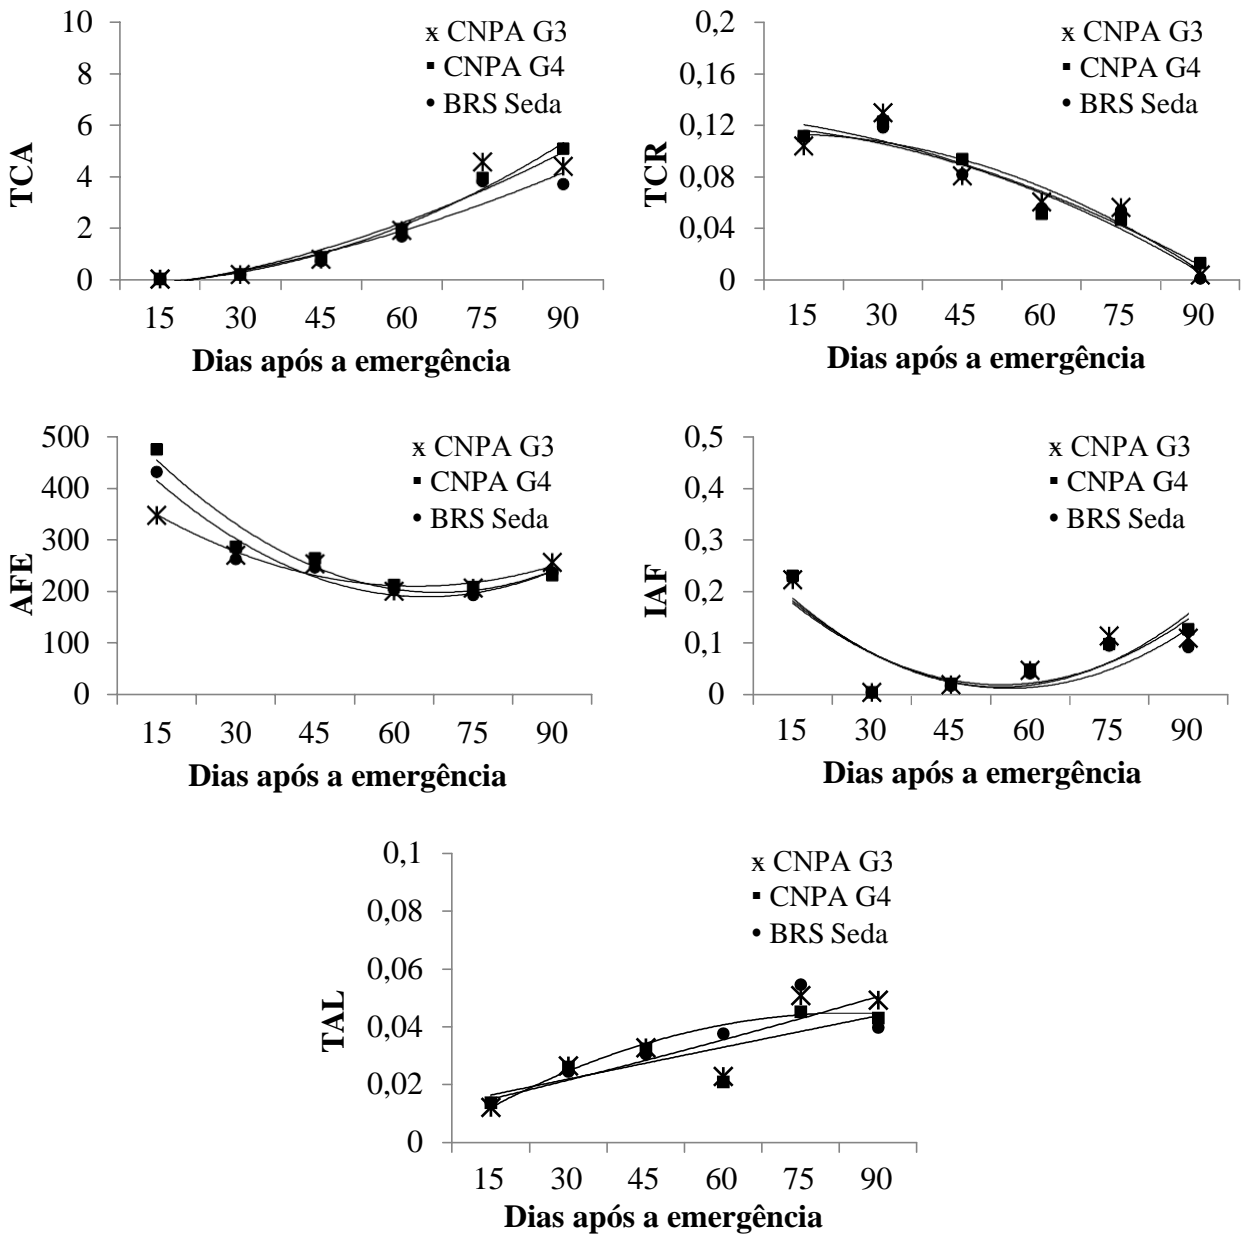 TCA
10
8
6
4
2
0
x CNPA G3
▪ CNPA G4
• BRS Seda
15 30 45 60 75 90
Dias após a emergência
TCR
0,2
0,16
0,12
0,08
0,04
0
x CNPA G3
▪ CNPA G4
• BRS Seda
15 30 45 60 75 90
Dias após a emergência
AFE
500
400
300
200
100
0
x CNPA G3
▪ CNPA G4
• BRS Seda
15 30 45 60 75 90
Dias após a emergência
IAF
0,5
0,4
0,3
0,2
0,1
0
x CNPA G3
▪ CNPA G4
• BRS Seda
15 30 45 60 75 90
Dias após a emergência
TAL
0,1
0,08
0,06
0,04
0,02
0
x CNPA G3
▪ CNPA G4
• BRS Seda
15 30 45 60 75 90
Dias após a emergência